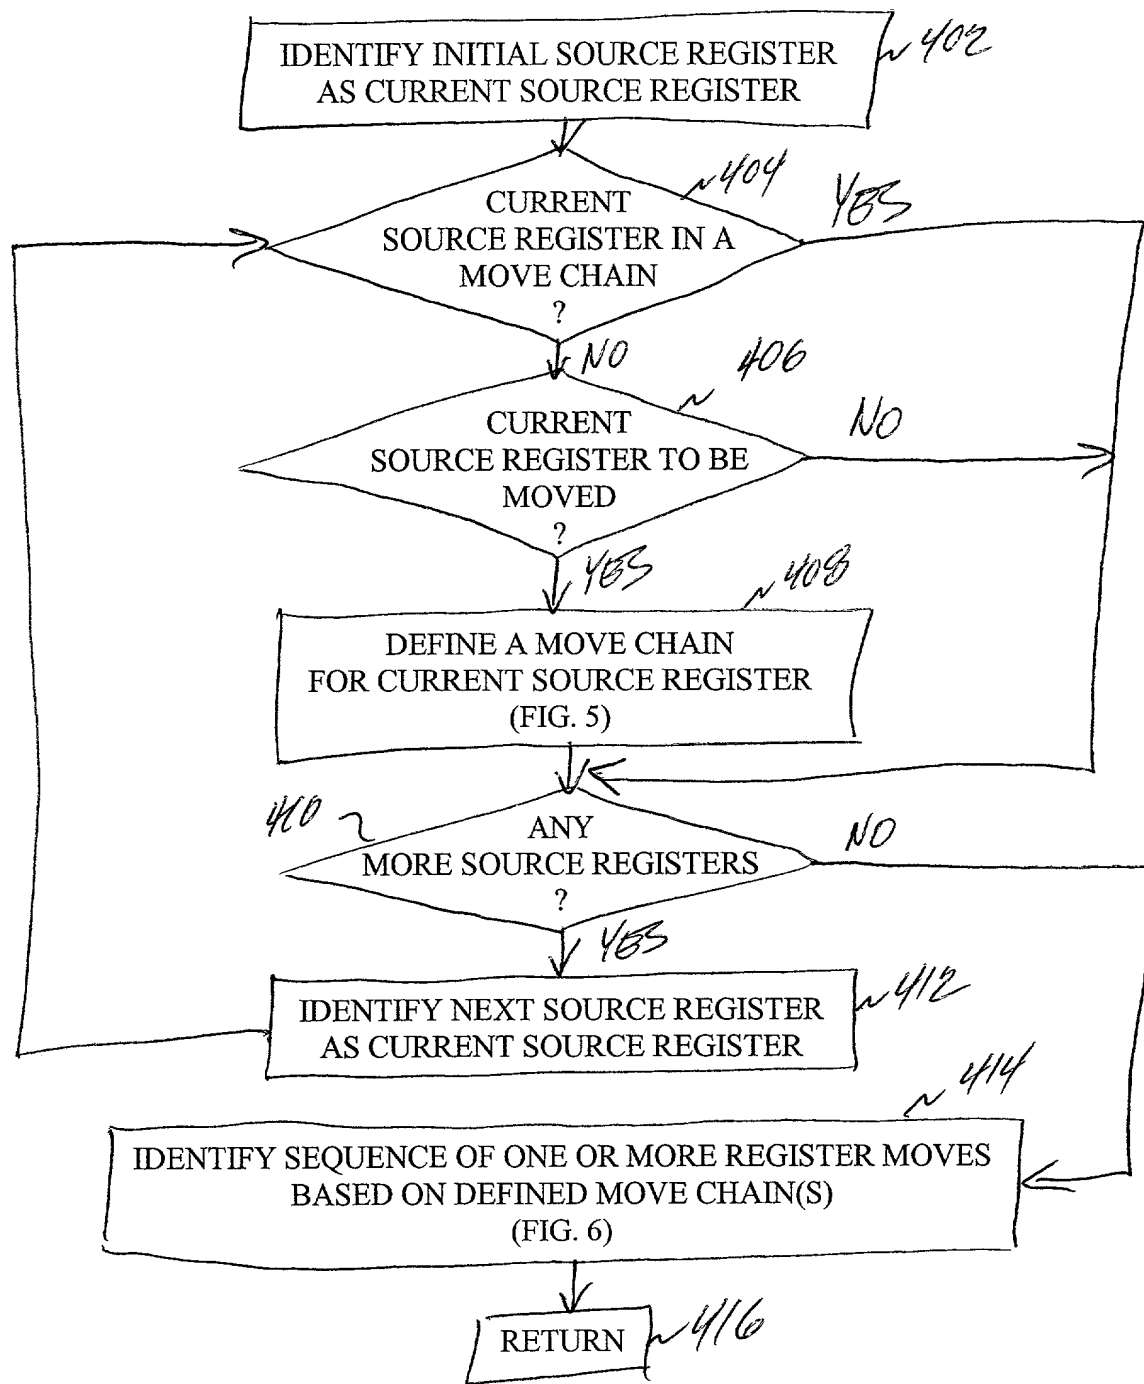 IDENTIFY INITIAL SOURCE REGISTER
AS CURRENT SOURCE REGISTER
402
404
CURRENT
SOURCE REGISTER IN A
MOVE CHAIN
?
YES
NO
406
CURRENT
SOURCE REGISTER TO BE
MOVED
?
NO
YES
408
DEFINE A MOVE CHAIN
FOR CURRENT SOURCE REGISTER
(FIG. 5)
410
ANY
MORE SOURCE REGISTERS
?
NO
YES
412
IDENTIFY NEXT SOURCE REGISTER
AS CURRENT SOURCE REGISTER
414
IDENTIFY SEQUENCE OF ONE OR MORE REGISTER MOVES
BASED ON DEFINED MOVE CHAIN(S)
(FIG. 6)
RETURN
416